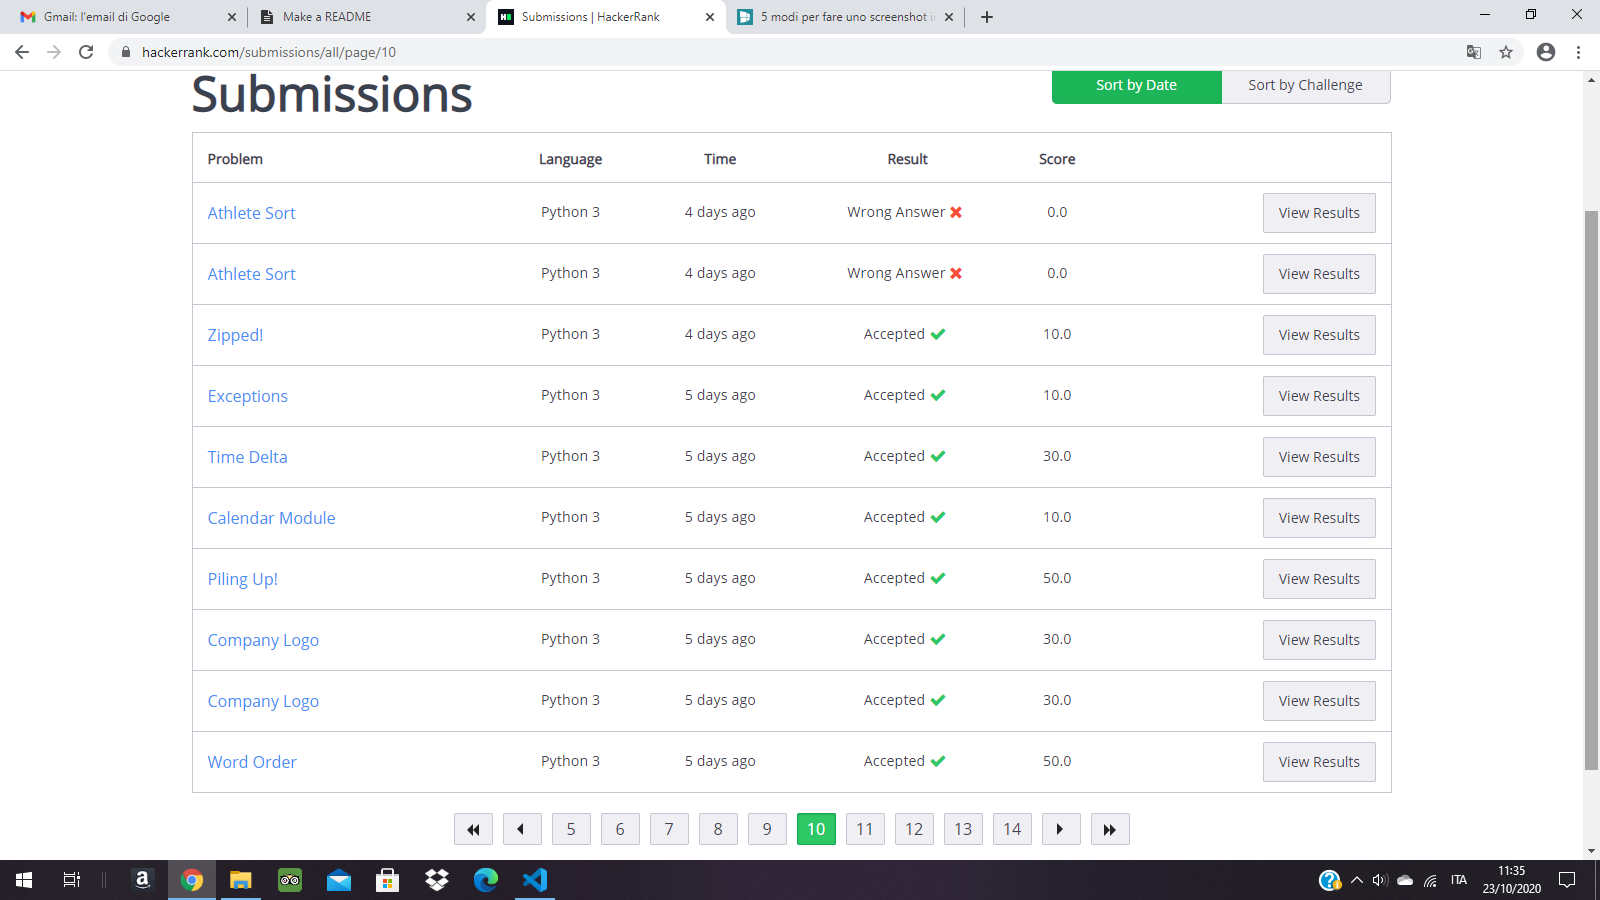 Gmail: l'email di Google
Make a README
Submissions | HackerRank
5 modi per fare uno screenshot i
hackerrank.com/submissions/all/page/10
Submissions
Sort by Date
Sort by Challenge
Problem Language Time Result Score
Athlete Sort Python 3 4 days ago Wrong Answer 0.0 View Results
Athlete Sort Python 3 4 days ago Wrong Answer 0.0 View Results
Zipped! Python 3 4 days ago Accepted 10.0 View Results
Exceptions Python 3 5 days ago Accepted 10.0 View Results
Time Delta Python 3 5 days ago Accepted 30.0 View Results
Calendar Module Python 3 5 days ago Accepted 10.0 View Results
Piling Up! Python 3 5 days ago Accepted 50.0 View Results
Company Logo Python 3 5 days ago Accepted 30.0 View Results
Company Logo Python 3 5 days ago Accepted 30.0 View Results
Word Order Python 3 5 days ago Accepted 50.0 View Results
5 6 7 8 9 10 11 12 13 14
ITA
11:35
23/10/2020